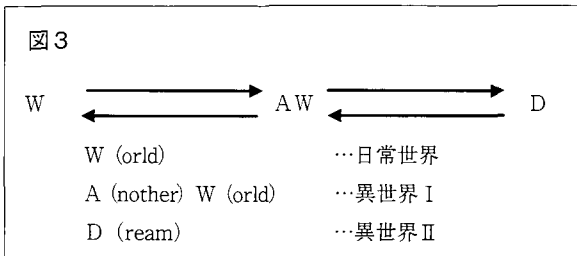 図3
W AW D
W (orld) …日常世界
A (nother) W (orld) …異世界Ⅰ
D (ream) …異世界Ⅱ